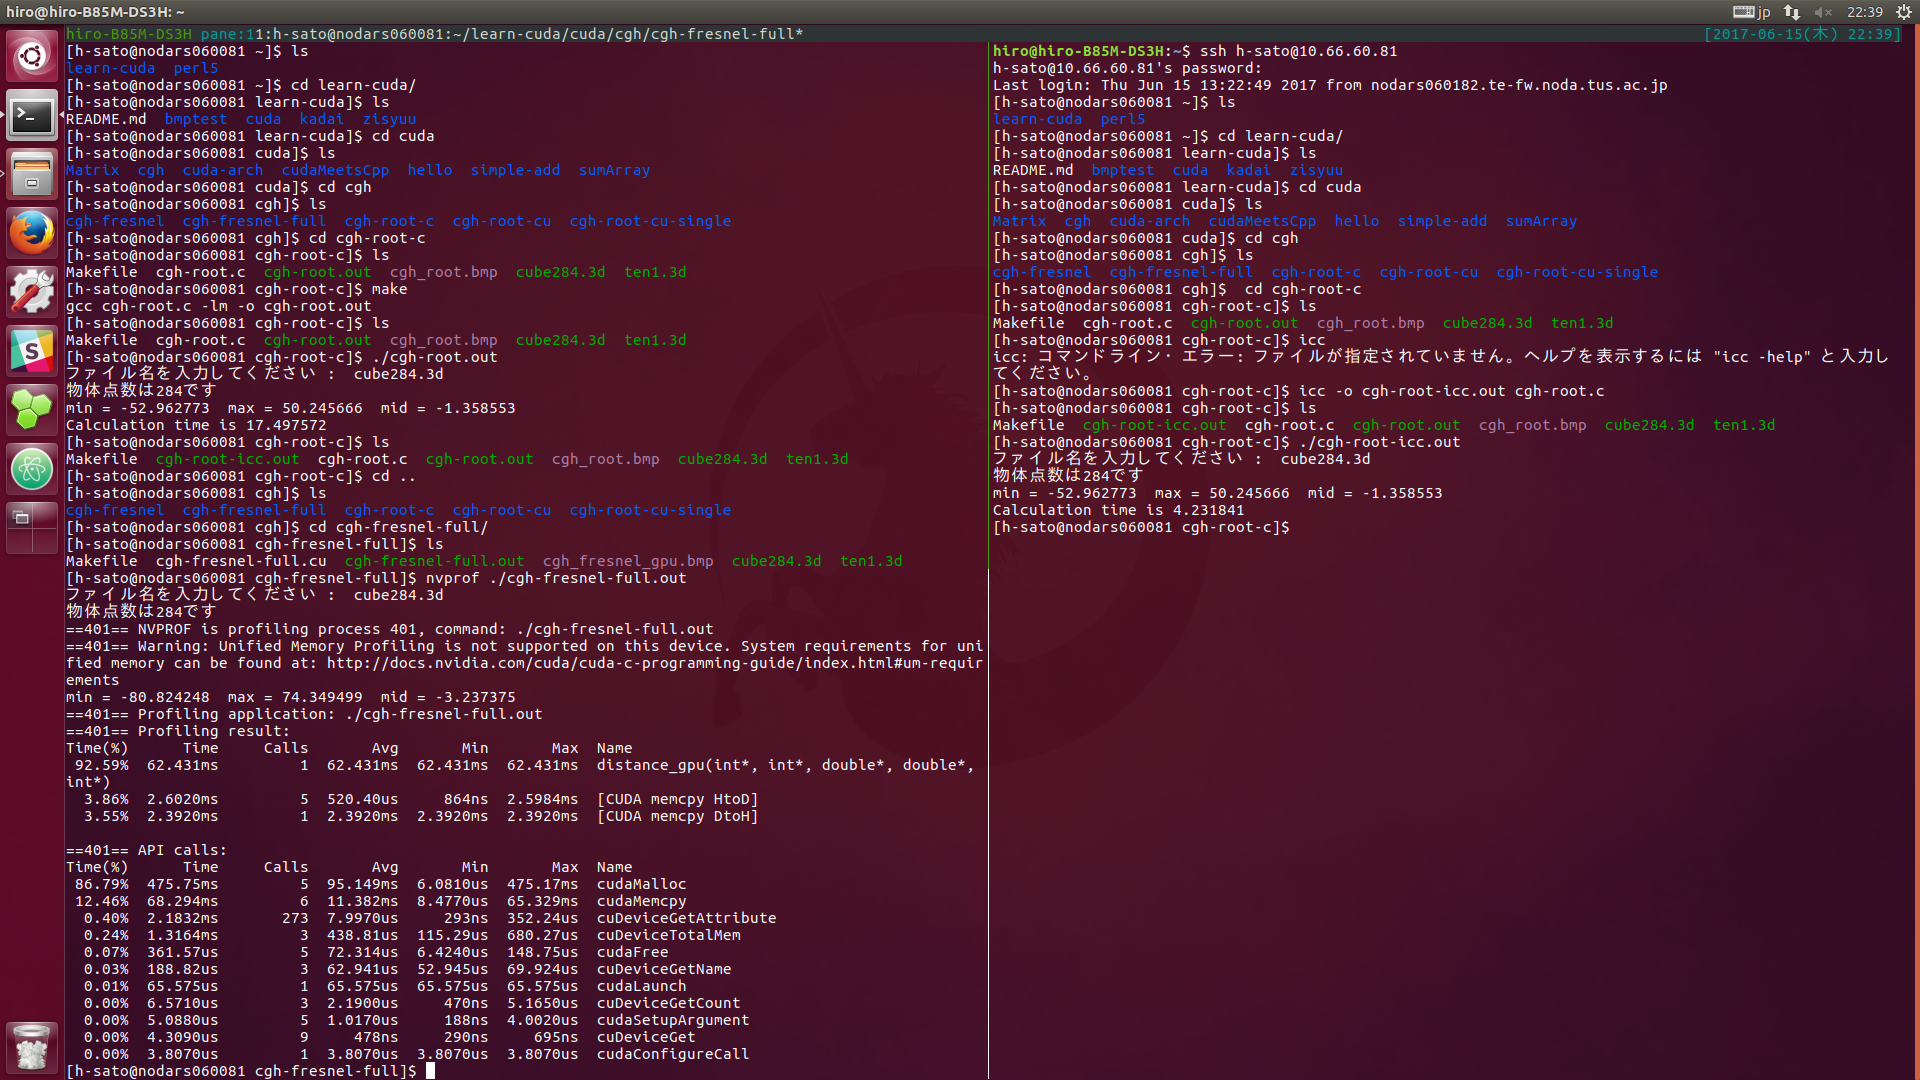 hiro@hiro-B85M-DS3H: ~
jp
22:39
hiro-B85M-DS3H pane:11:h-sato@nodars060081:~/learn-cuda/cuda/cgh/cgh-fresnel-full*
[2017-06-15(木) 22:39]
[h-sato@nodars060081 ~]$ ls
learn-cuda  perl5
[h-sato@nodars060081 ~]$ cd learn-cuda/
[h-sato@nodars060081 learn-cuda]$ ls
README.md  bmptest  cuda  kadai  zisyuu
[h-sato@nodars060081 learn-cuda]$ cd cuda
[h-sato@nodars060081 cuda]$ ls
Matrix  cgh  cuda-arch  cudaMeetsCpp  hello  simple-add  sumArray
[h-sato@nodars060081 cuda]$ cd cgh
[h-sato@nodars060081 cgh]$ ls
cgh-fresnel  cgh-fresnel-full  cgh-root-c  cgh-root-cu  cgh-root-cu-single
[h-sato@nodars060081 cgh]$ cd cgh-root-c
[h-sato@nodars060081 cgh-root-c]$ ls
Makefile  cgh-root.c  cgh-root.out  cgh_root.bmp  cube284.3d  ten1.3d
[h-sato@nodars060081 cgh-root-c]$ make
gcc cgh-root.c -lm -o cgh-root.out
[h-sato@nodars060081 cgh-root-c]$ ls
Makefile  cgh-root.c  cgh-root.out  cgh_root.bmp  cube284.3d  ten1.3d
[h-sato@nodars060081 cgh-root-c]$ ./cgh-root.out
ファイル名を入力してください :  cube284.3d
物体点数は284です
min = -52.962773  max = 50.245666  mid = -1.358553
Calculation time is 17.497572
[h-sato@nodars060081 cgh-root-c]$ ls
Makefile  cgh-root-icc.out  cgh-root.c  cgh-root.out  cgh_root.bmp  cube284.3d  ten1.3d
[h-sato@nodars060081 cgh-root-c]$ cd ..
[h-sato@nodars060081 cgh]$ ls
cgh-fresnel  cgh-fresnel-full  cgh-root-c  cgh-root-cu  cgh-root-cu-single
[h-sato@nodars060081 cgh]$ cd cgh-fresnel-full/
[h-sato@nodars060081 cgh-fresnel-full]$ ls
Makefile  cgh-fresnel-full.cu  cgh-fresnel-full.out  cgh_fresnel_gpu.bmp  cube284.3d  ten1.3d
[h-sato@nodars060081 cgh-fresnel-full]$ nvprof ./cgh-fresnel-full.out
ファイル名を入力してください :  cube284.3d
物体点数は284です
==401== NVPROF is profiling process 401, command: ./cgh-fresnel-full.out
==401== Warning: Unified Memory Profiling is not supported on this device. System requirements for uni
fied memory can be found at: http://docs.nvidia.com/cuda/cuda-c-programming-guide/index.html#um-requir
ements
min = -80.824248  max = 74.349499  mid = -3.237375
==401== Profiling application: ./cgh-fresnel-full.out
==401== Profiling result:
Time(%)      Time     Calls       Avg       Min       Max  Name
92.59%  62.431ms         1  62.431ms  62.431ms  62.431ms  distance_gpu(int*, int*, double*, double*,
int*)
3.86%  2.6020ms         5  520.40us     864ns  2.5984ms  [CUDA memcpy HtoD]
3.55%  2.3920ms         1  2.3920ms  2.3920ms  2.3920ms  [CUDA memcpy DtoH]
==401== API calls:
Time(%)      Time     Calls       Avg       Min       Max  Name
86.79%  475.75ms         5  95.149ms  6.0810us  475.17ms  cudaMalloc
12.46%  68.294ms         6  11.382ms  8.4770us  65.329ms  cudaMemcpy
0.40%  2.1832ms       273  7.9970us     293ns  352.24us  cuDeviceGetAttribute
0.24%  1.3164ms         3  438.81us  115.29us  680.27us  cuDeviceTotalMem
0.07%  361.57us         5  72.314us  6.4240us  148.75us  cudaFree
0.03%  188.82us         3  62.941us  52.945us  69.924us  cuDeviceGetName
0.01%  65.575us         1  65.575us  65.575us  65.575us  cudaLaunch
0.00%  6.5710us         3  2.1900us     470ns  5.1650us  cuDeviceGetCount
0.00%  5.0880us         5  1.0170us     188ns  4.0020us  cudaSetupArgument
0.00%  4.3090us         9     478ns     290ns     695ns  cuDeviceGet
0.00%  3.8070us         1  3.8070us  3.8070us  3.8070us  cudaConfigureCall
[h-sato@nodars060081 cgh-fresnel-full]$
hiro@hiro-B85M-DS3H:~$ ssh h-sato@10.66.60.81
h-sato@10.66.60.81's password:
Last login: Thu Jun 15 13:22:49 2017 from nodars060182.te-fw.noda.tus.ac.jp
[h-sato@nodars060081 ~]$ ls
learn-cuda  perl5
[h-sato@nodars060081 ~]$ cd learn-cuda/
[h-sato@nodars060081 learn-cuda]$ ls
README.md  bmptest  cuda  kadai  zisyuu
[h-sato@nodars060081 learn-cuda]$ cd cuda
[h-sato@nodars060081 cuda]$ ls
Matrix  cgh  cuda-arch  cudaMeetsCpp  hello  simple-add  sumArray
[h-sato@nodars060081 cuda]$ cd cgh
[h-sato@nodars060081 cgh]$ ls
cgh-fresnel  cgh-fresnel-full  cgh-root-c  cgh-root-cu  cgh-root-cu-single
[h-sato@nodars060081 cgh]$  cd cgh-root-c
[h-sato@nodars060081 cgh-root-c]$ ls
Makefile  cgh-root.c  cgh-root.out  cgh_root.bmp  cube284.3d  ten1.3d
[h-sato@nodars060081 cgh-root-c]$ icc
icc: コマンドライン・エラー: ファイルが指定されていません。ヘルプを表示するには "icc -help" と入力し
てください。
[h-sato@nodars060081 cgh-root-c]$ icc -o cgh-root-icc.out cgh-root.c
[h-sato@nodars060081 cgh-root-c]$ ls
Makefile  cgh-root-icc.out  cgh-root.c  cgh-root.out  cgh_root.bmp  cube284.3d  ten1.3d
[h-sato@nodars060081 cgh-root-c]$ ./cgh-root-icc.out
ファイル名を入力してください :  cube284.3d
物体点数は284です
min = -52.962773  max = 50.245666  mid = -1.358553
Calculation time is 4.231841
[h-sato@nodars060081 cgh-root-c]$